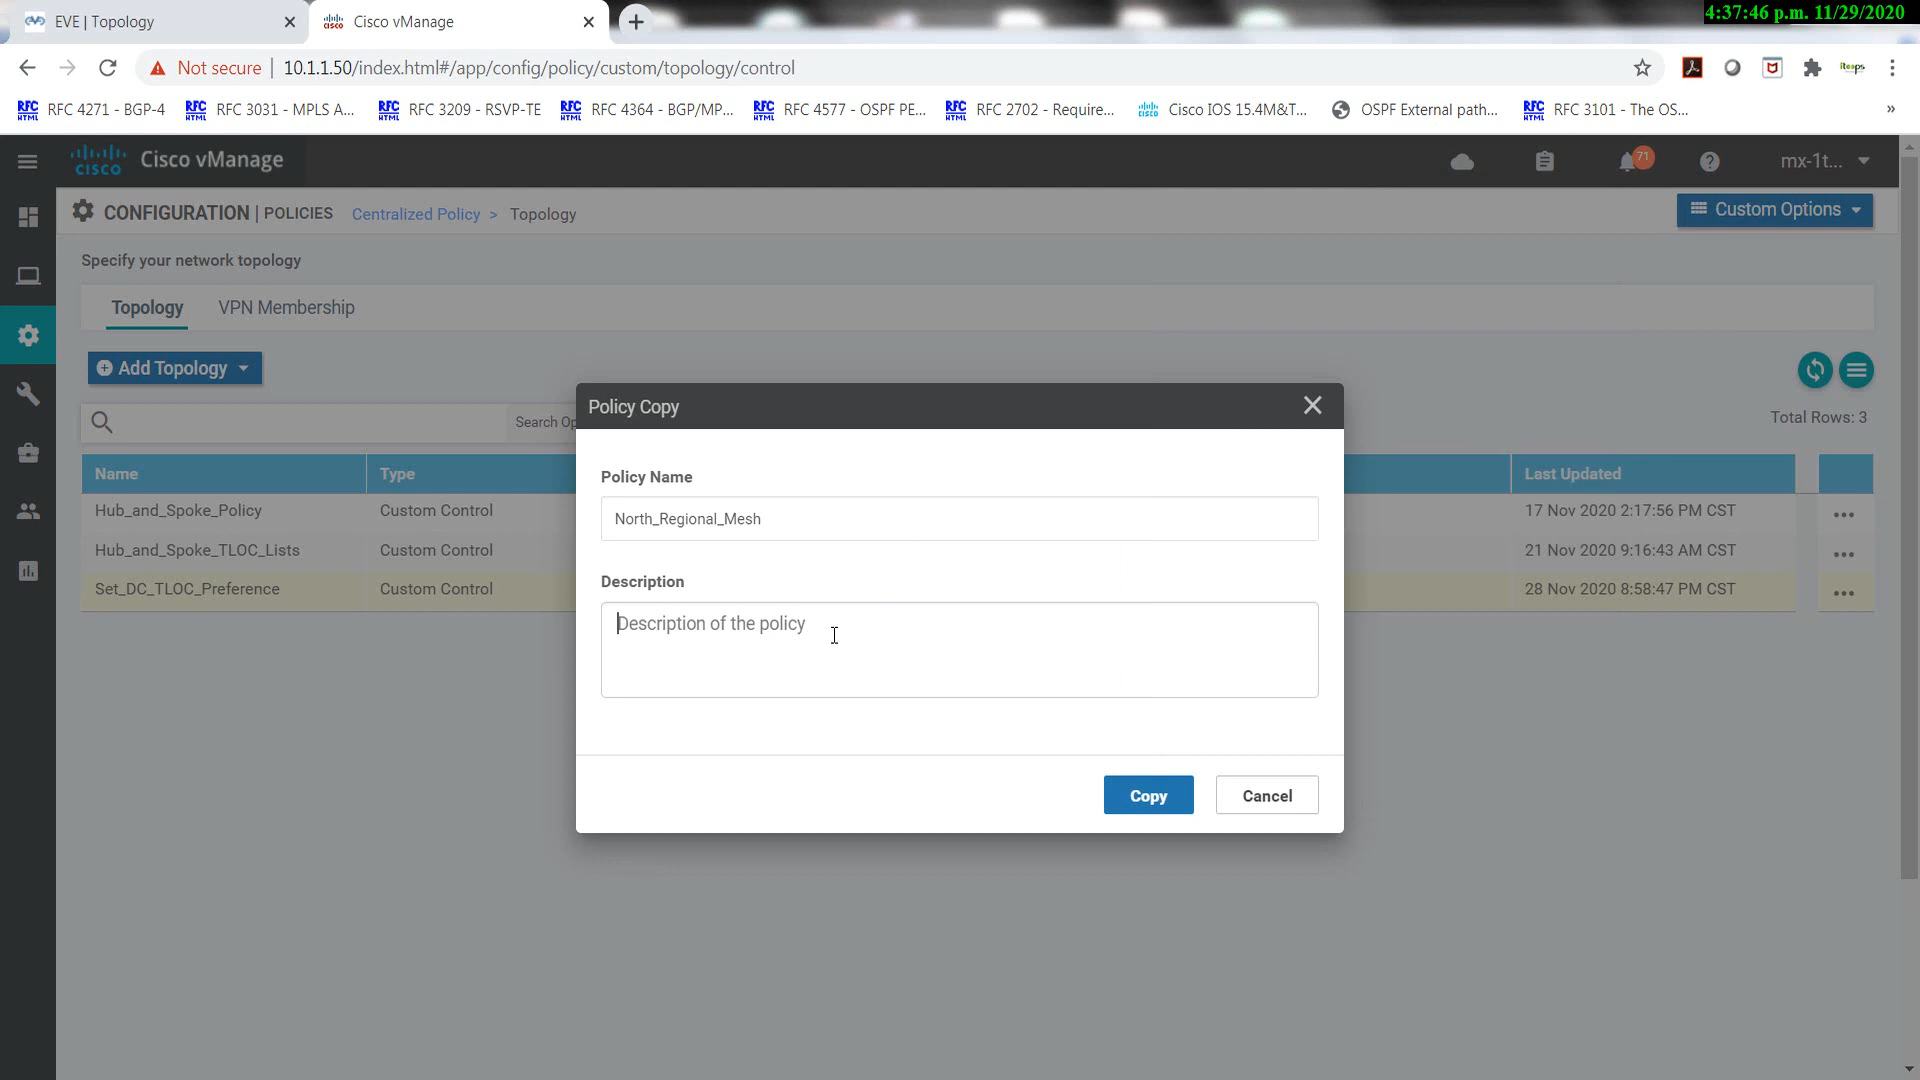 4:37:46 p.m. 11/29/2020
EVE | Topology
Cisco vManage
Not secure | 10.1.1.50/index.html#/app/config/policy/custom/topology/control
RFC 4271 - BGP-4
RFC 3031 - MPLS A...
RFC 3209 - RSVP-TE
RFC 4364 - BGP/MP...
RFC 4577 - OSPF PE...
RFC 2702 - Require...
Cisco IOS 15.4M&T...
OSPF External path...
RFC 3101 - The OS...
»
CISCO
Cisco vManage
71
mx-1t...
CONFIGURATION | POLICIES Centralized Policy > Topology
Custom Options
Specify your network topology
Topology VPN Membership
Add Topology
Search Op
Total Rows: 3
Name Type Last Updated
Hub_and_Spoke_Policy Custom Control 17 Nov 2020 2:17:56 PM CST
Hub_and_Spoke_TLOC_Lists Custom Control 21 Nov 2020 9:16:43 AM CST
Set_DC_TLOC_Preference Custom Control 28 Nov 2020 8:58:47 PM CST
Policy Copy
Policy Name
North_Regional_Mesh
Description
Description of the policy
Copy Cancel